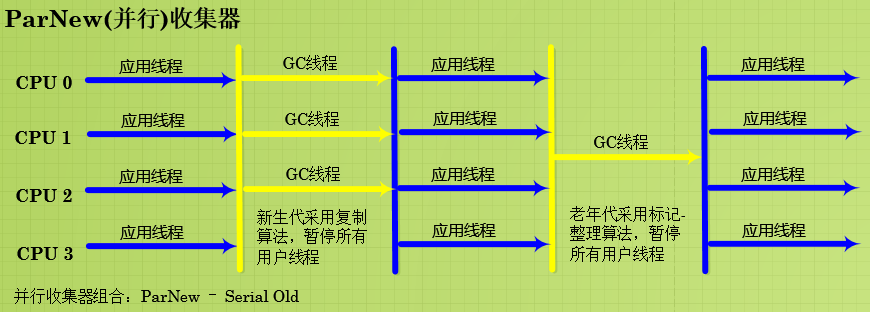 ParNew(并行)收集器
应用线程 GC线程 应用线程 应用线程
CPU 0
应用线程 GC线程 应用线程 应用线程
CPU 1
GC线程
应用线程 GC线程 应用线程 应用线程
CPU 2
新生代采用复制
算法，暂停所有
用户线程
老年代采用标记-
整理算法，暂停
所有用户线程
应用线程 应用线程 应用线程
CPU 3
并行收集器组合：ParNew - Serial Old